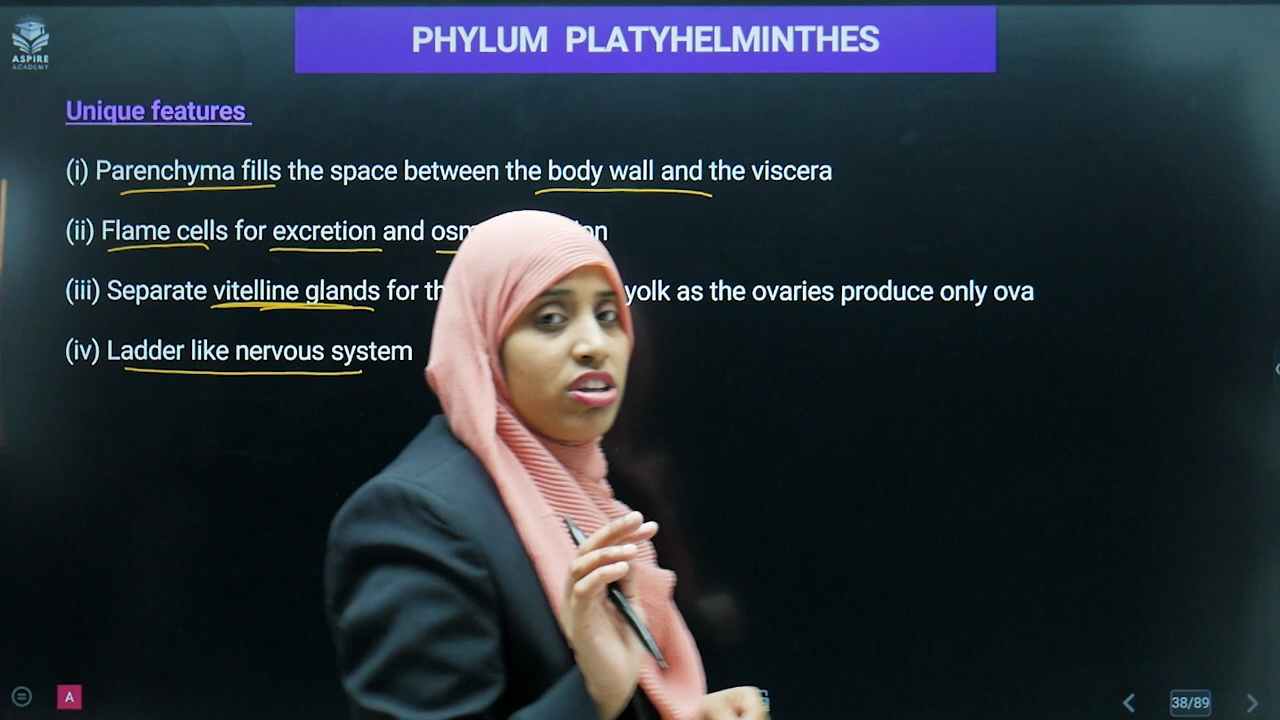 ASPIRE
ACADEMY
PHYLUM PLATYHELMINTHES
Unique features
(i) Parenchyma fills the space between the body wall and the viscera
(ii) Flame cells for excretion and
(iii) Separate vitelline glands for yolk as the ovaries produce only ova
(iv) Ladder like nervous system
A
38/89